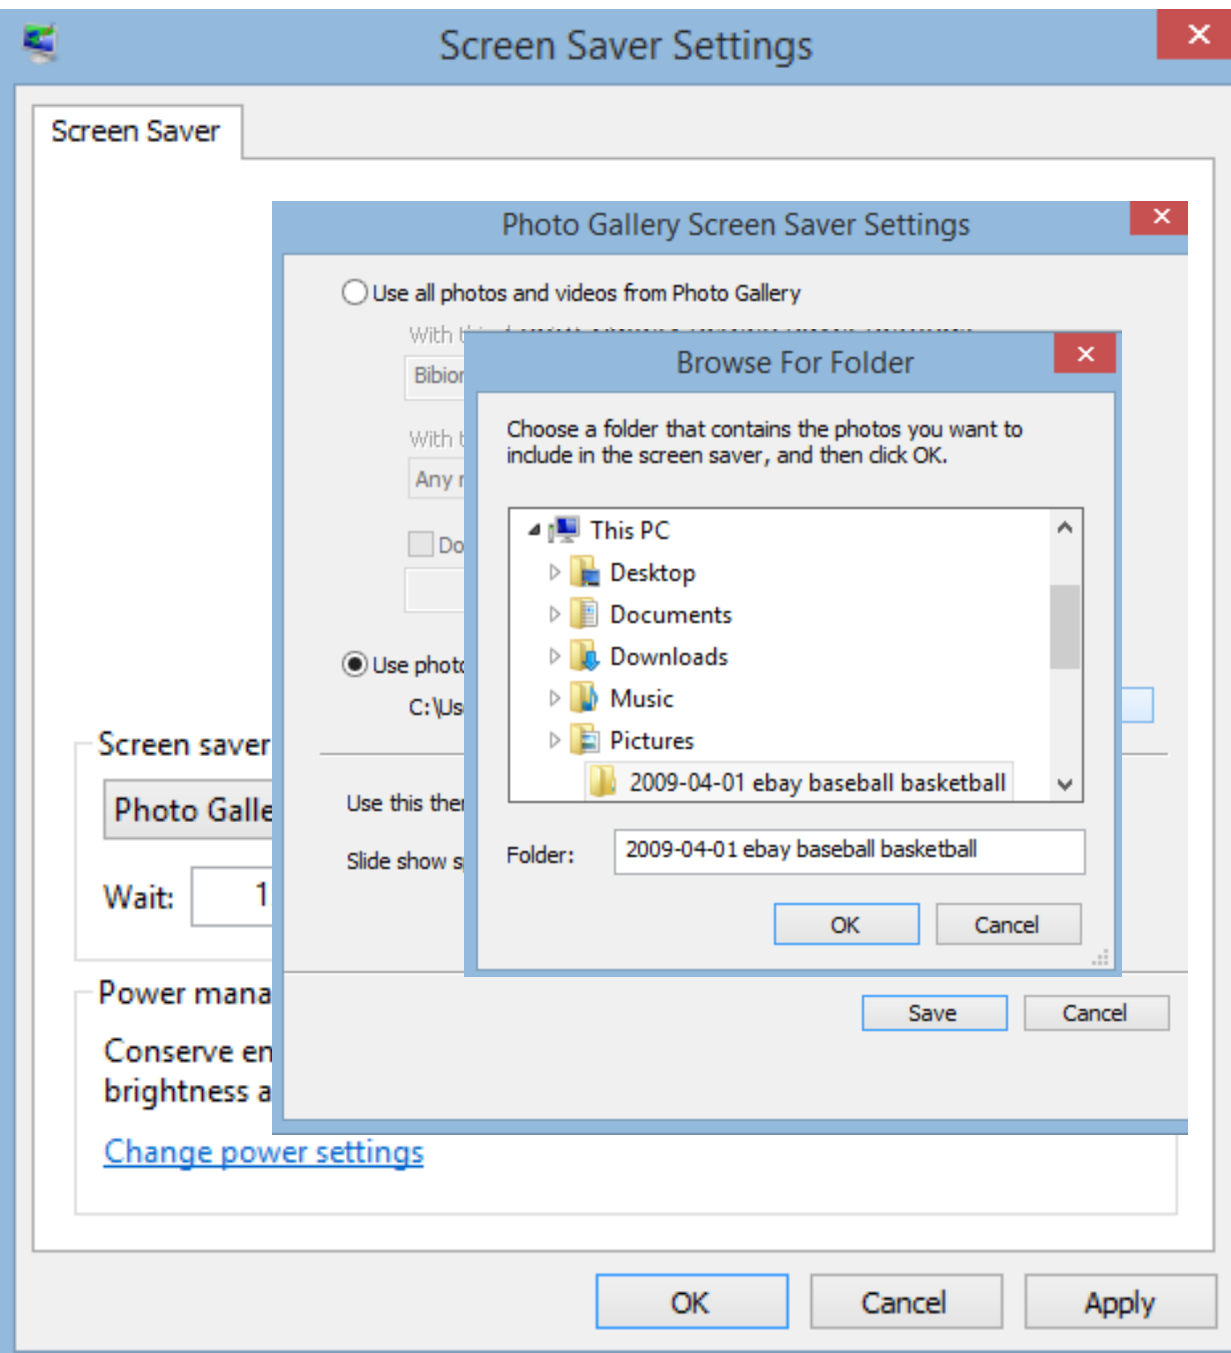 Screen Saver Settings
Screen Saver
Photo Gallery Screen Saver Settings
Use all photos and videos from Photo Gallery
With
Browse For Folder
Choose a folder that contains the photos you want to
include in the screen saver, and then click OK.
With
Any
This PC
Desktop
Documents
Downloads
Music
Pictures
2009-04-01 ebay baseball basketball
Folder: 2009-04-01 ebay baseball basketball
OK Cancel
Use
C:\Us
Use this
Slide show
Save Cancel
Screen saver
Photo Galle
Wait: 1
Power mana
Conserve en
brightness a
Change power settings
OK Cancel Apply